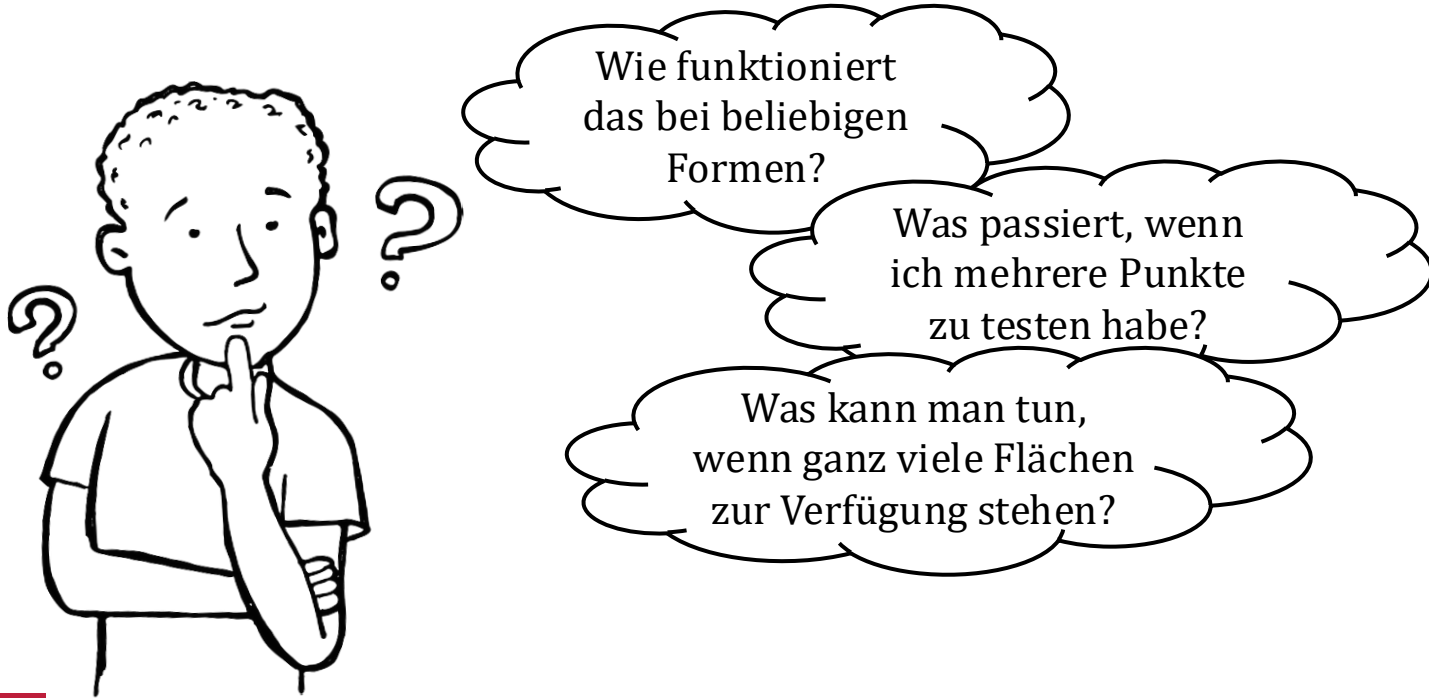 Wie funktioniert
das bei beliebigen
Formen?
Was passiert, wenn
ich mehrere Punkte
zu testen habe?
Was kann man tun,
wenn ganz viele Flächen
zur Verfügung stehen?
?
?